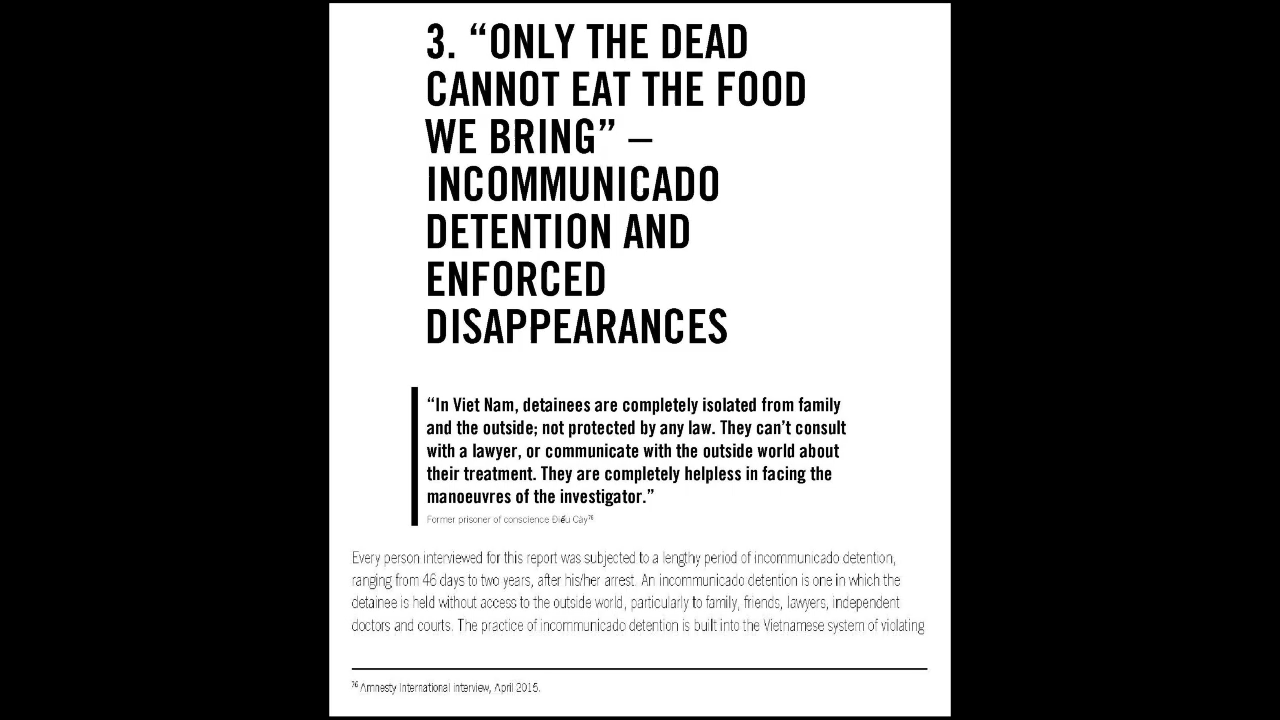 3. “ONLY THE DEAD
CANNOT EAT THE FOOD
WE BRING” –
INCOMMUNICADO
DETENTION AND
ENFORCED
DISAPPEARANCES
“In Viet Nam, detainees are completely isolated from family
and the outside; not protected by any law. They can’t consult
with a lawyer, or communicate with the outside world about
their treatment. They are completely helpless in facing the
manoeuvres of the investigator.”
Former prisoner of conscience Điếu Cày76
Every person interviewed for this report was subjected to a lengthy period of incommunicado detention,
ranging from 46 days to two years, after his/her arrest. An incommunicado detention is one in which the
detainee is held without access to the outside world, particularly to family, friends, lawyers, independent
doctors and courts. The practice of incommunicado detention is built into the Vietnamese system of violating
76 Amnesty International Interview, April 2015.